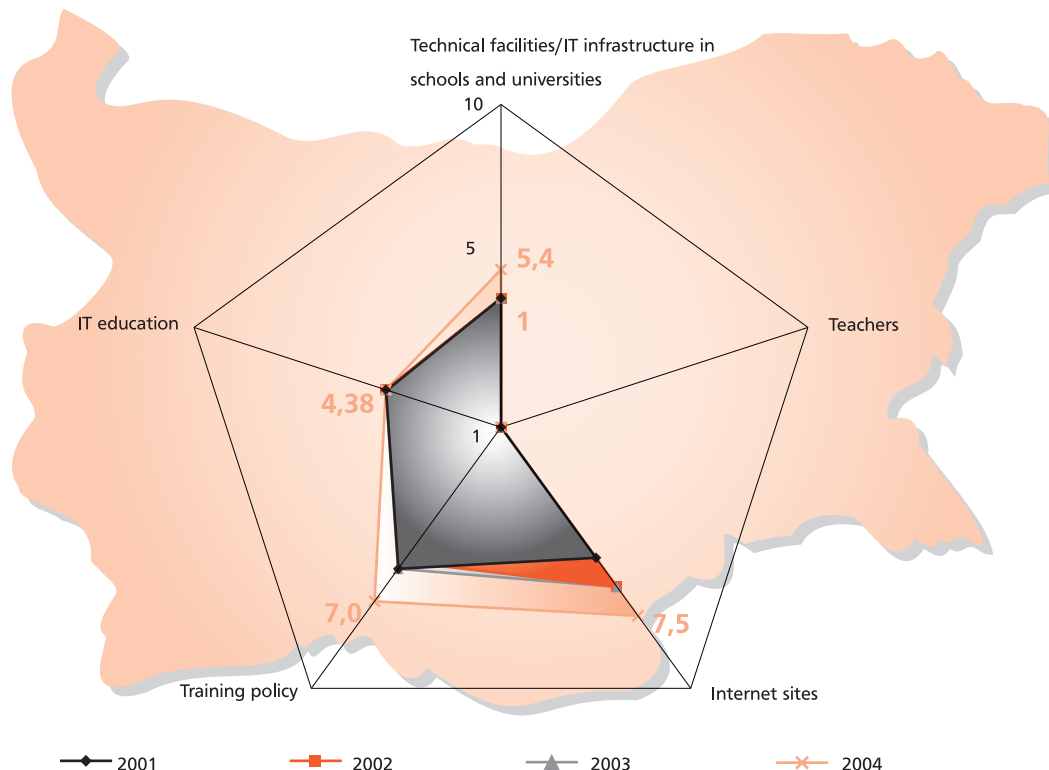 Technical facilities/IT infrastructure in
schools and universities
10
5
5,4
1
IT education
Teachers
4,38
1
7,0
7,5
Training policy
Internet sites
2001
2002
2003
2004